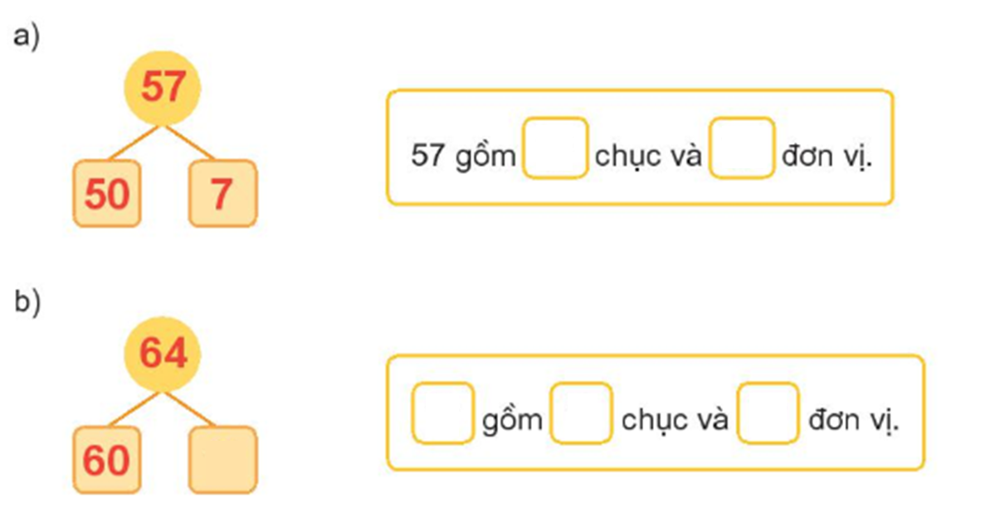 a)
57
50 7
57 gồm chục và đơn vị.
b)
64
60
gồm chục và đơn vị.